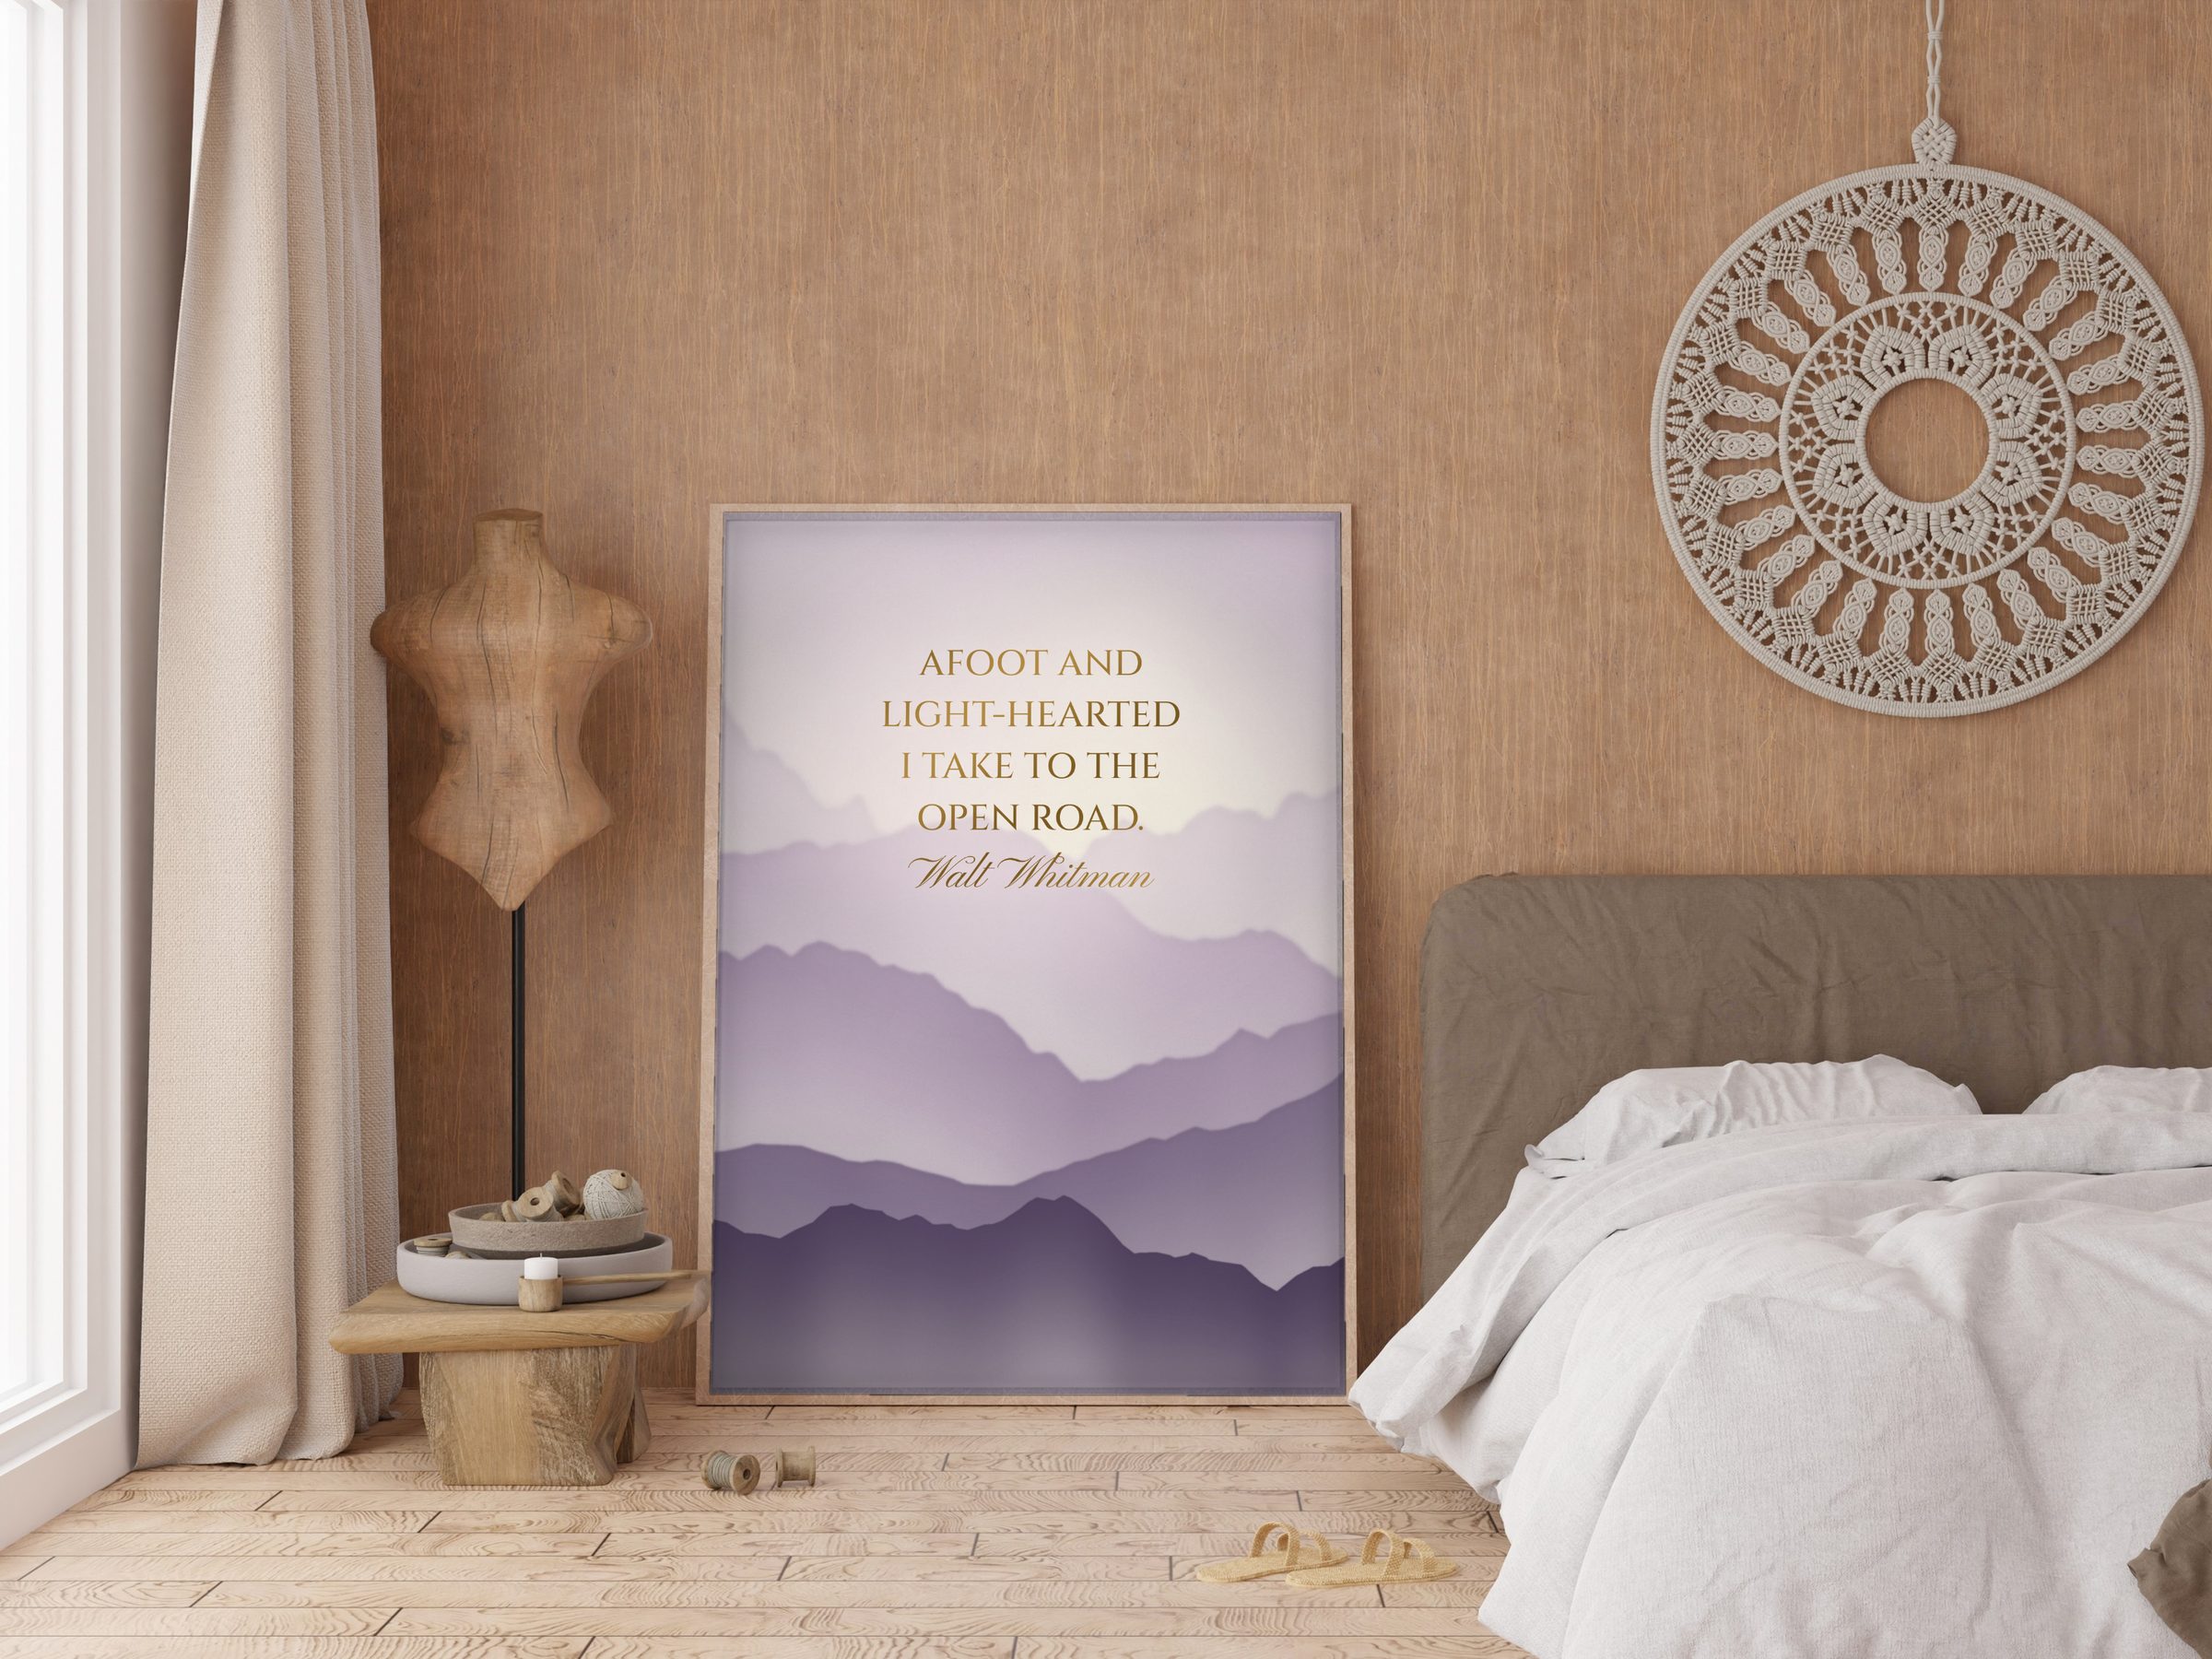 AFOOT AND
LIGHT-HEARTED
I TAKE TO THE
OPEN ROAD.
Walt Whitman